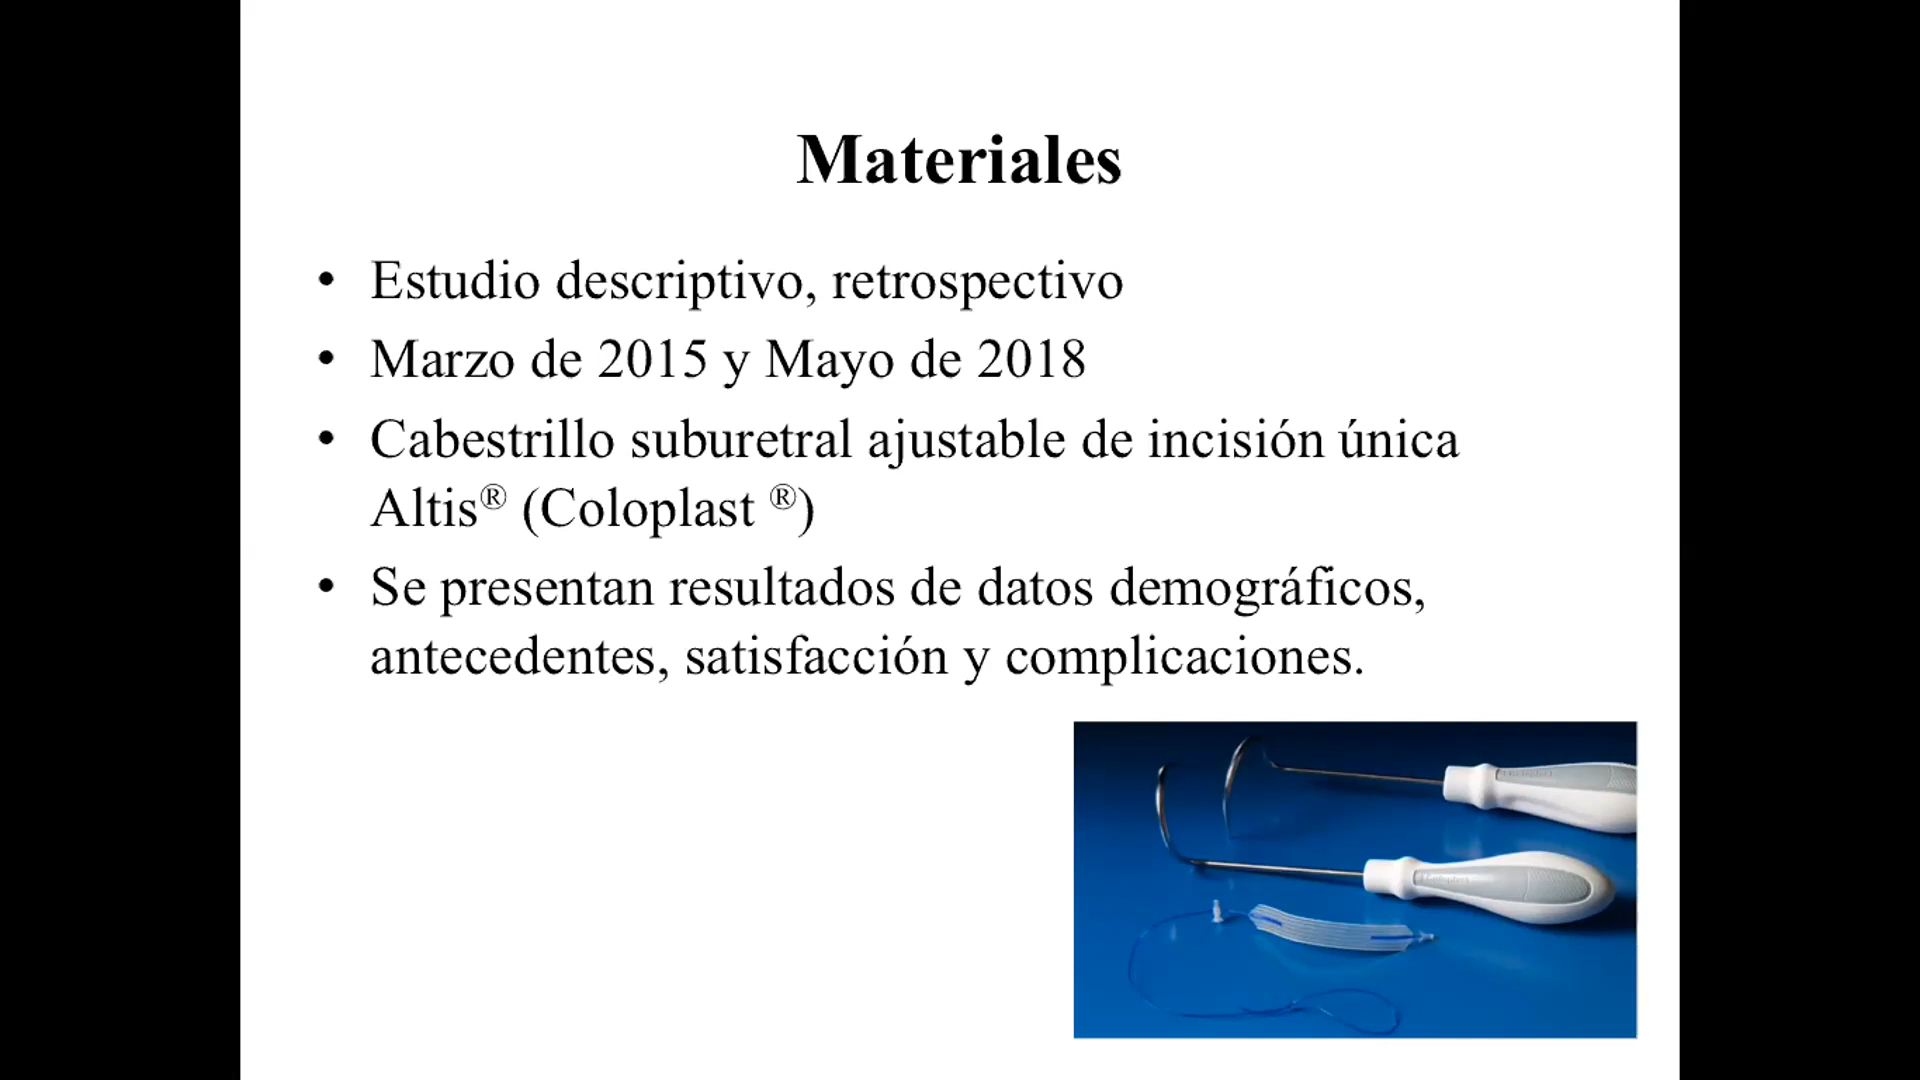 Materiales
• Estudio descriptivo, retrospectivo
• Marzo de 2015 y Mayo de 2018
• Cabestrillo suburetral ajustable de incisión única
Altis® (Coloplast ®)
• Se presentan resultados de datos demográficos,
antecedentes, satisfacción y complicaciones.